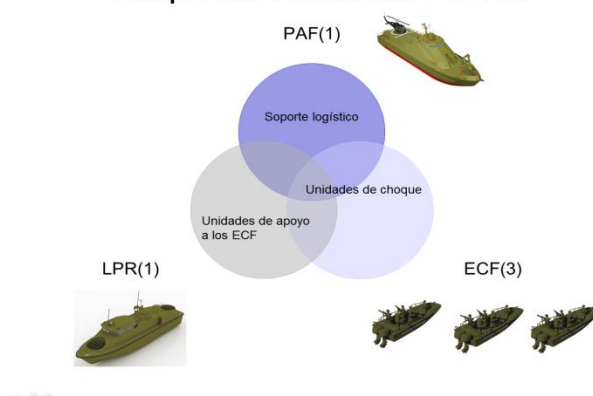 PAF(1)
Soporte logístico
Unidades de choque
Unidades de apoyo
a los ECF
LPR(1)
ECF(3)